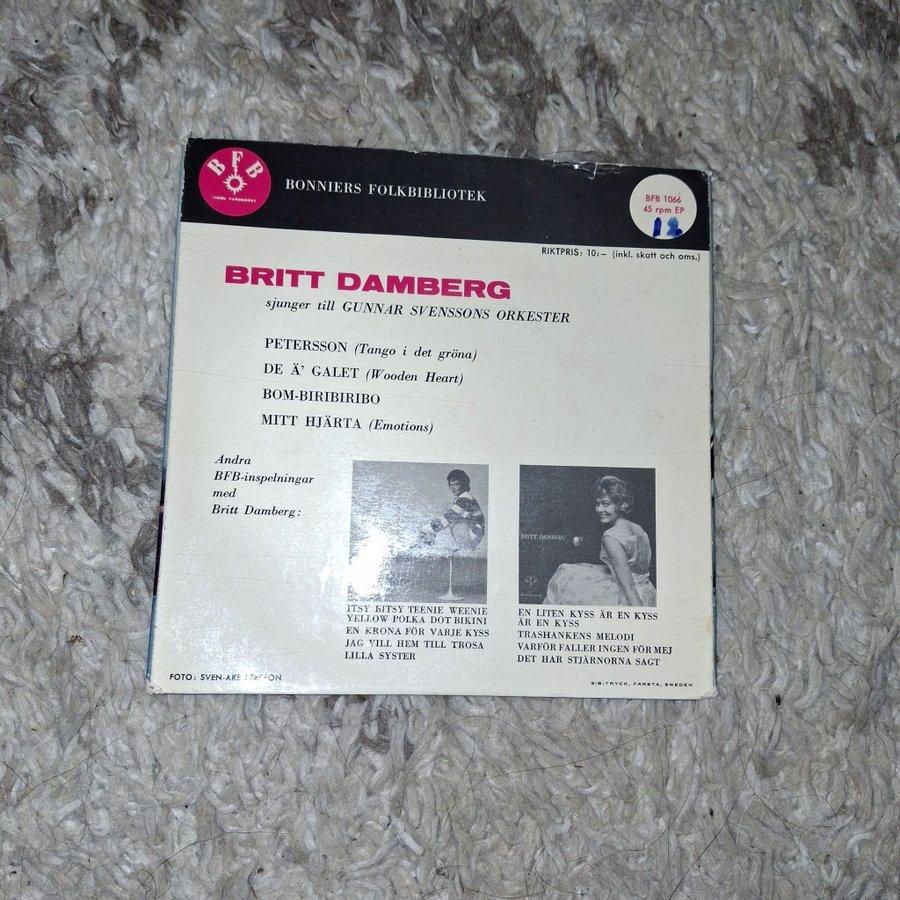 BFB
BONNIERS FOLKBIBLIOTEK
BFB 1066
45 rpm EP
12
RIKTPRIS: 10:– (inkl. skatt och oms.)
BRITT DAMBERG
sjunger till GUNNAR SVENSSONS ORKESTER
PETERSSON (Tango i det gröna)
DE Ä' GALET (Wooden Heart)
BOM-BIRIBIRIBO
MITT HJÄRTA (Emotions)
Andra
BFB-inspelningar
med
Britt Damberg:
BRITT DAMBERG
ITSY BITSY TEENIE WEENIE
YELLOW POLKA DOT BIKINI
EN KRONA FÖR VARJE KYSS
JAG VILL HEM TILL TROSA
LILLA SYSTER
EN LITEN KYSS ÄR EN KYSS
ÄR EN KYSS
TRASHANKENS MELODI
VARFÖR FALLER INGEN FÖR MEJ
DET HAR STJÄRNORNA SAGT
FOTO: SVEN-ÅKE
SIB-TRYCK, FARSTA, SWEDEN